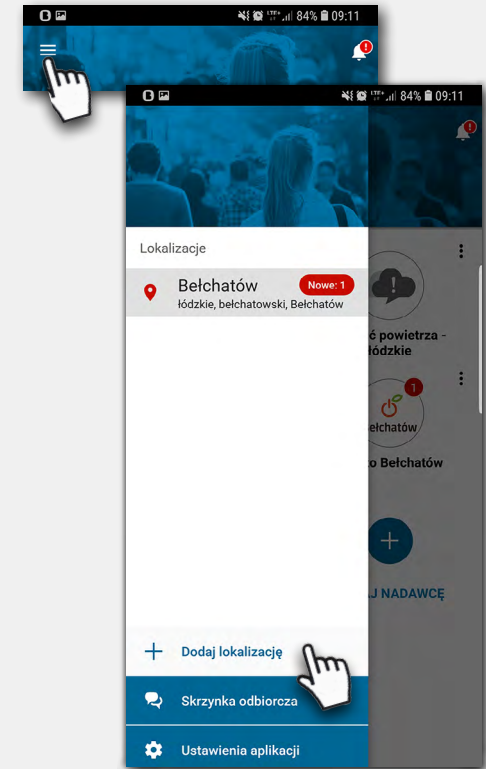 84% 09:11
!
84% 09:11
!
Lokalizacje
Bełchatów
Nowe: 1
łódzkie, bełchatowski, Bełchatów
!
ć powietrza -
łódzkie
1
ełchatów
o Bełchatów
J NADAWCĘ
Dodaj lokalizację
Skrzynka odbiorcza
Ustawienia aplikacji